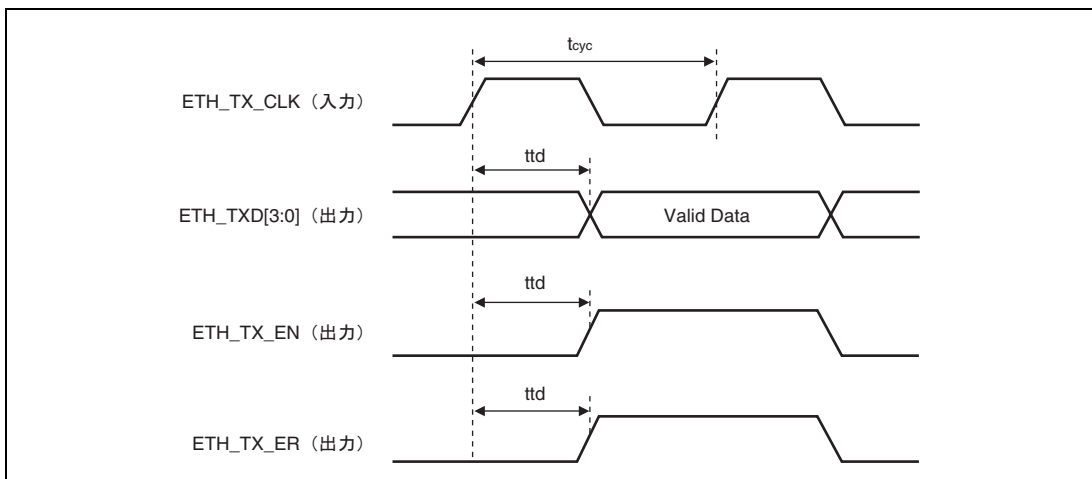 tcyc
ETH_TX_CLK（入力）
ttd
ETH_TXD[3:0]（出力）
Valid Data
ttd
ETH_TX_EN（出力）
ttd
ETH_TX_ER（出力）